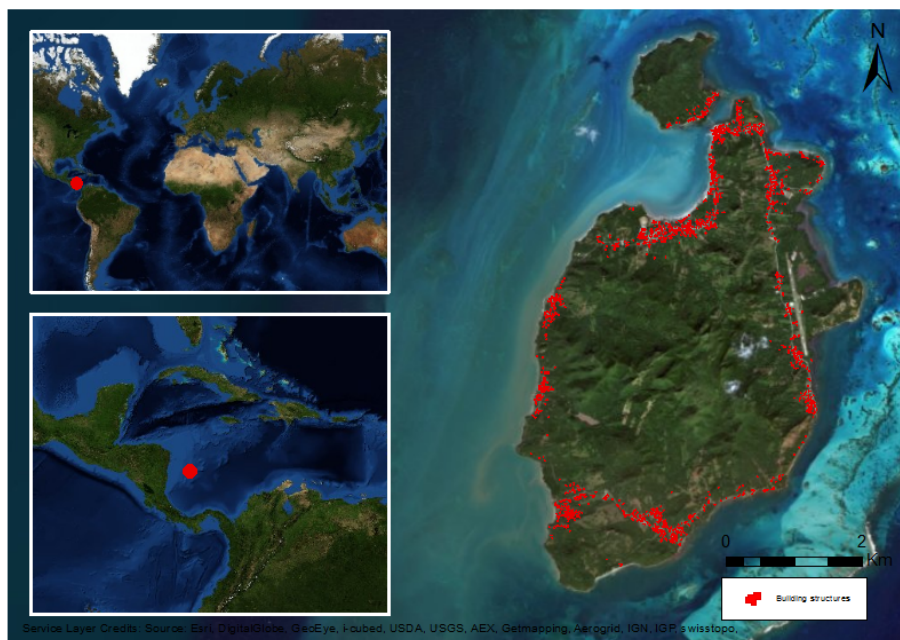 N
0 2
Km
Building structures
Service Layer Credits: Source: Esri, DigitalGlobe, GeoEye, i-cubed, USDA, USGS, AEX, Getmapping, Aerogrid, IGN, IGP, swisstopo,